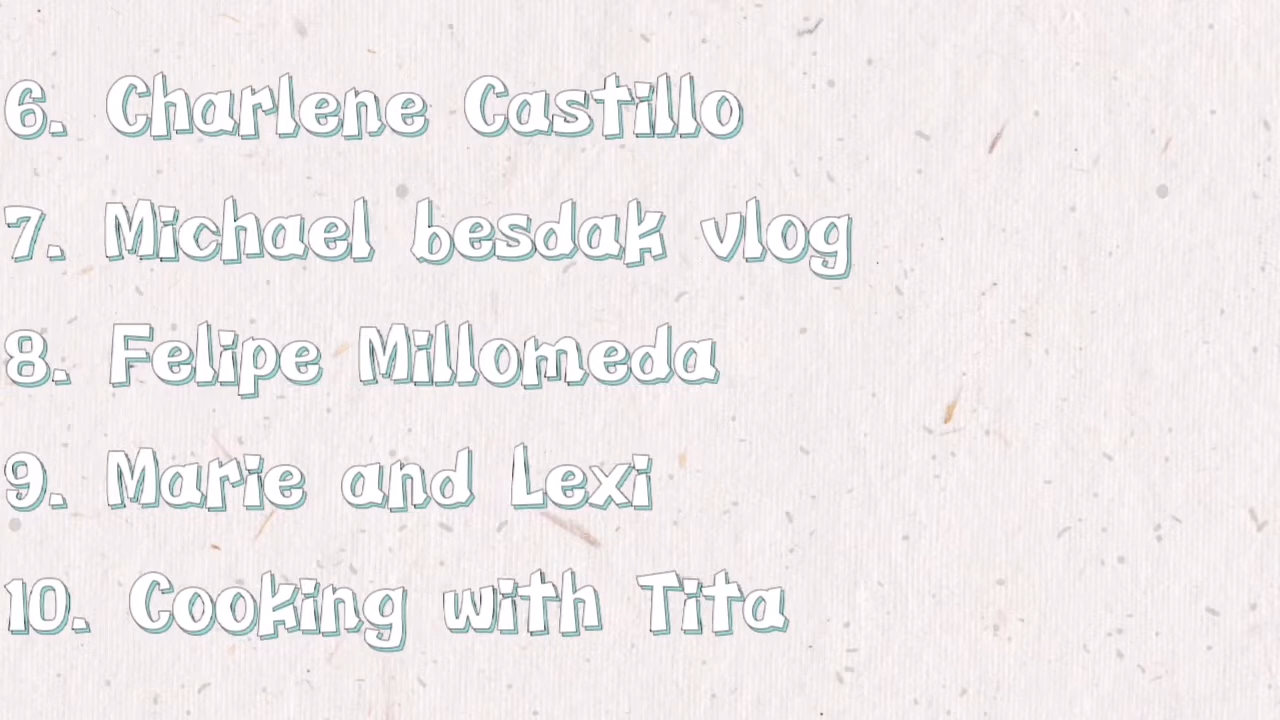 6. Charlene Castillo
7. Michael besdak vlog
8. Felipe Millomeda
9. Marie and Lexi
10. Cooking with Tita